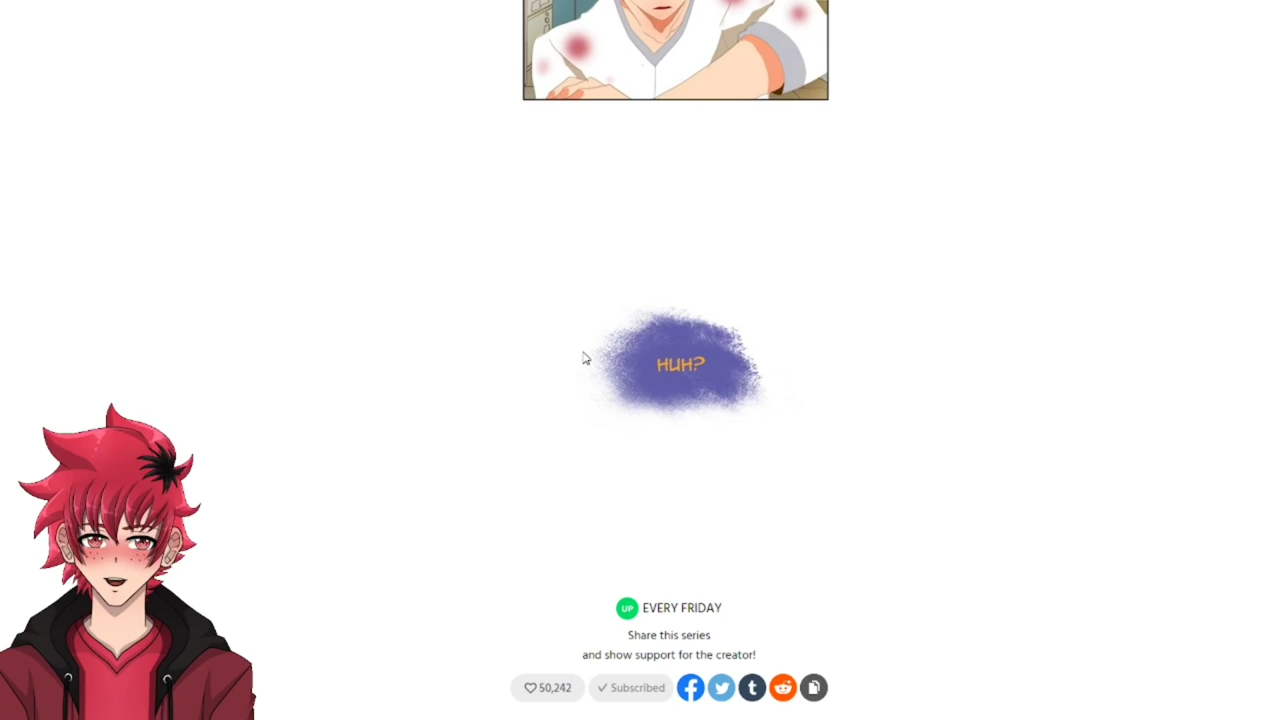 HUH?
UP EVERY FRIDAY
Share this series
and show support for the creator!
50,242 Subscribed